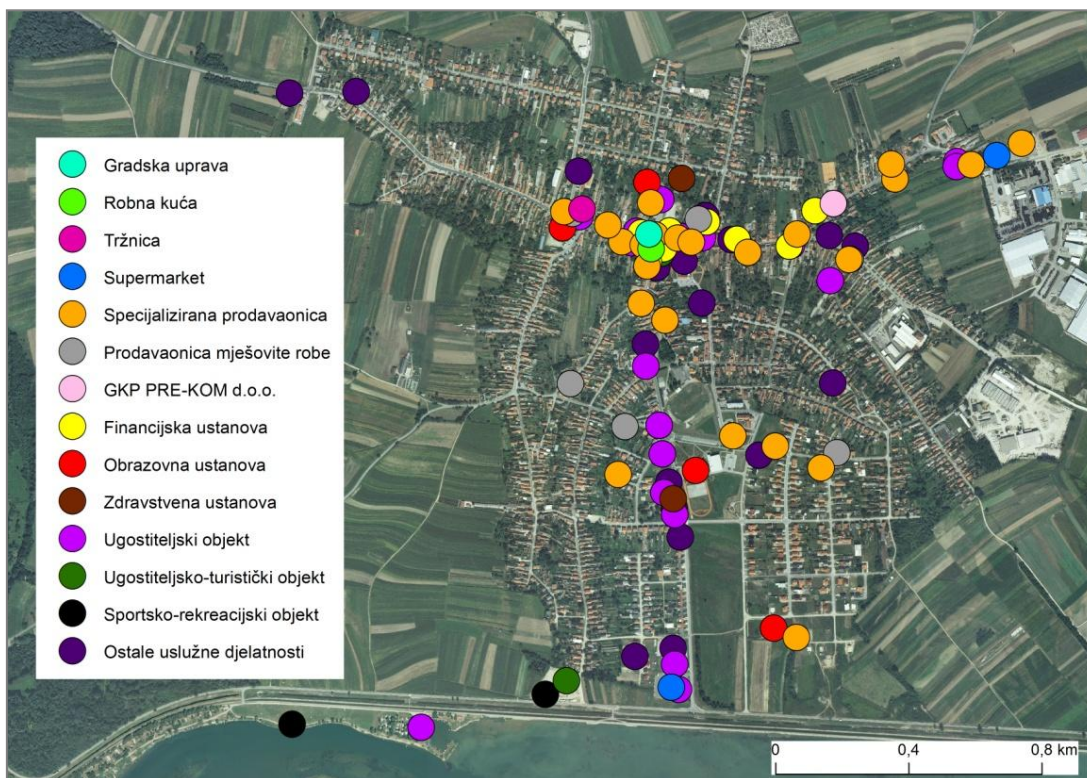 Gradska uprava
Robna kuća
Tržnica
Supermarket
Specijalizirana prodavaonica
Prodavaonica mješovite robe
GKP PRE-KOM d.o.o.
Financijska ustanova
Obrazovna ustanova
Zdravstvena ustanova
Ugostiteljski objekt
Ugostiteljsko-turistički objekt
Sportsko-rekreacijski objekt
Ostale uslužne djelatnosti
0 0,4 0,8 km